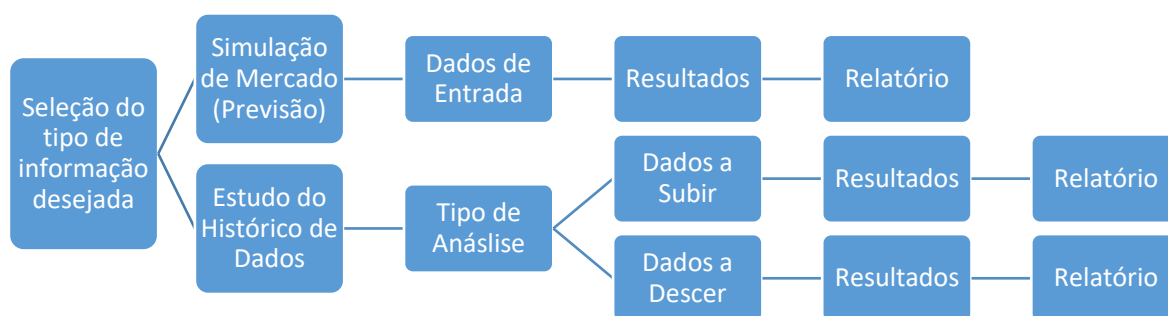 Seleção do
tipo de
informação
desejada
Simulação
de Mercado
(Previsão)
Dados de
Entrada
Resultados
Relatório
Estudo do
Histórico de
Dados
Tipo de
Anáslise
Dados a
Subir
Resultados
Relatório
Dados a
Descer
Resultados
Relatório